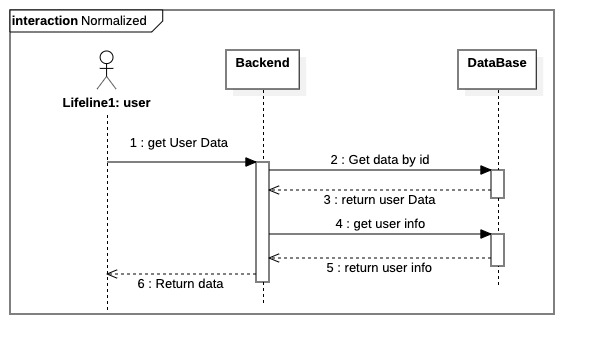 interaction Normalized
Backend
DataBase
Lifeline1: user
1 : get User Data
2 : Get data by id
3 : return user Data
4 : get user info
5 : return user info
6 : Return data